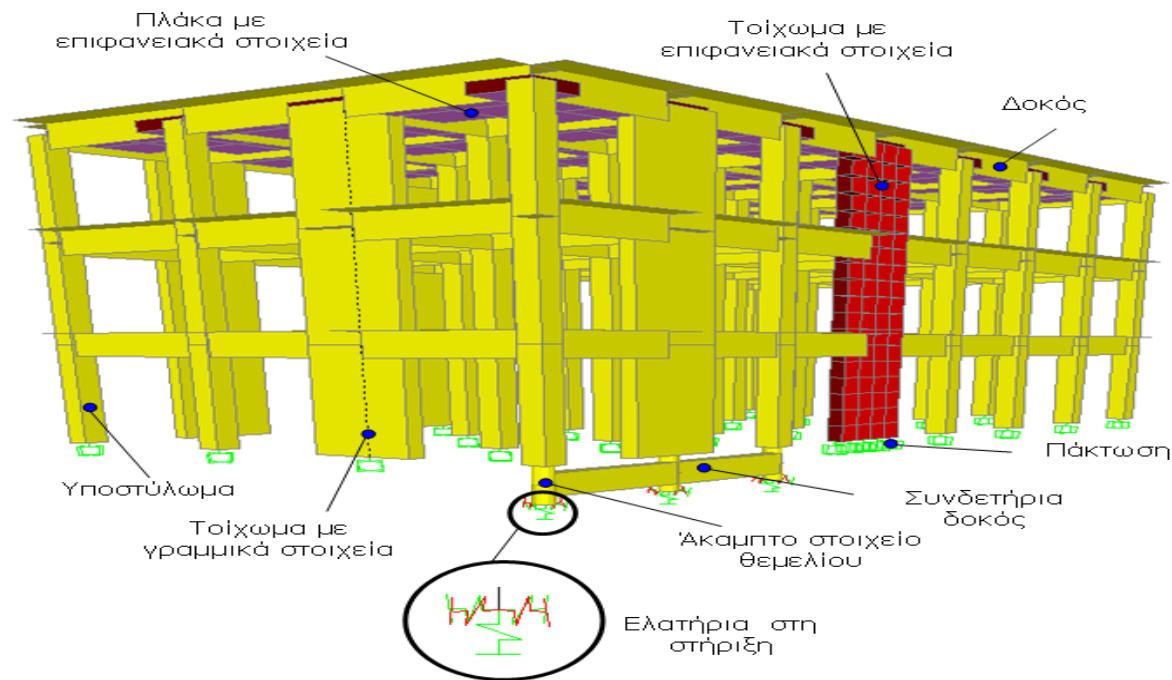 Πλάκα με
επιφανειακά στοιχεία
Τοίχωμα με
επιφανειακά στοιχεία
Δοκός
Πάκτωση
Υποστύλωμα
Τοίχωμα με
γραμμικά στοιχεία
Συνδετήρια
δοκός
Άκαμπτο στοιχείο
θεμελίου
Ελατήρια στη
στήριξη